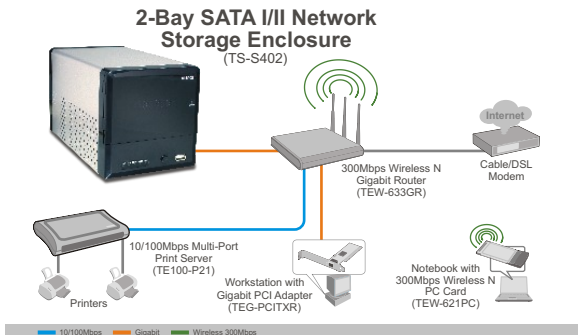 2-Bay SATA I/II Network
Storage Enclosure
(TS-S402)
Internet
300Mbps Wireless N
Gigabit Router
(TEW-633GR)
Cable/DSL
Modem
10/100Mbps Multi-Port
Print Server
(TE100-P21)
Printers
Workstation with
Gigabit PCI Adapter
(TEG-PCITXR)
Notebook with
300Mbps Wireless N
PC Card
(TEW-621PC)
10/100Mbps
Gigabit
Wireless 300Mbps